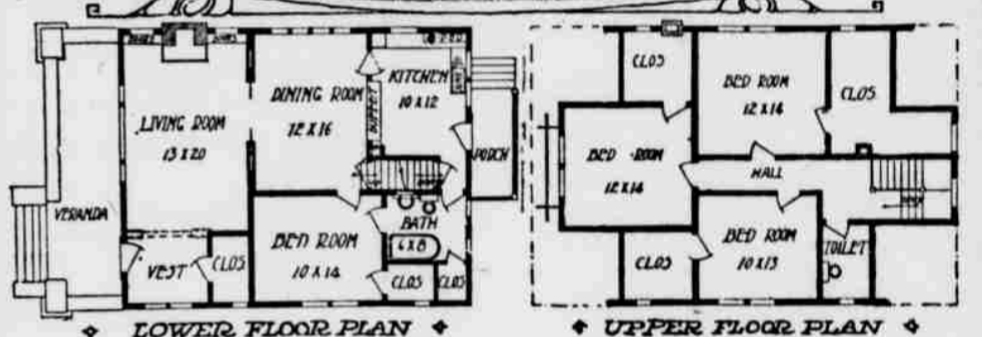 LIVING ROOM
13 X 20
DINING ROOM
12 X 16
BUFFET
KITCHEN
10 X 12
PORCH
VERANDA
VEST
CLOS
BED ROOM
10 X 14
BATH
6 X 8
CLOS
CLOS
LOWER FLOOR PLAN
CLOS
BED ROOM
12 X 14
CLOS
BED ROOM
12 X 14
HALL
CLOS
BED ROOM
10 X 13
TOILET
UPPER FLOOR PLAN